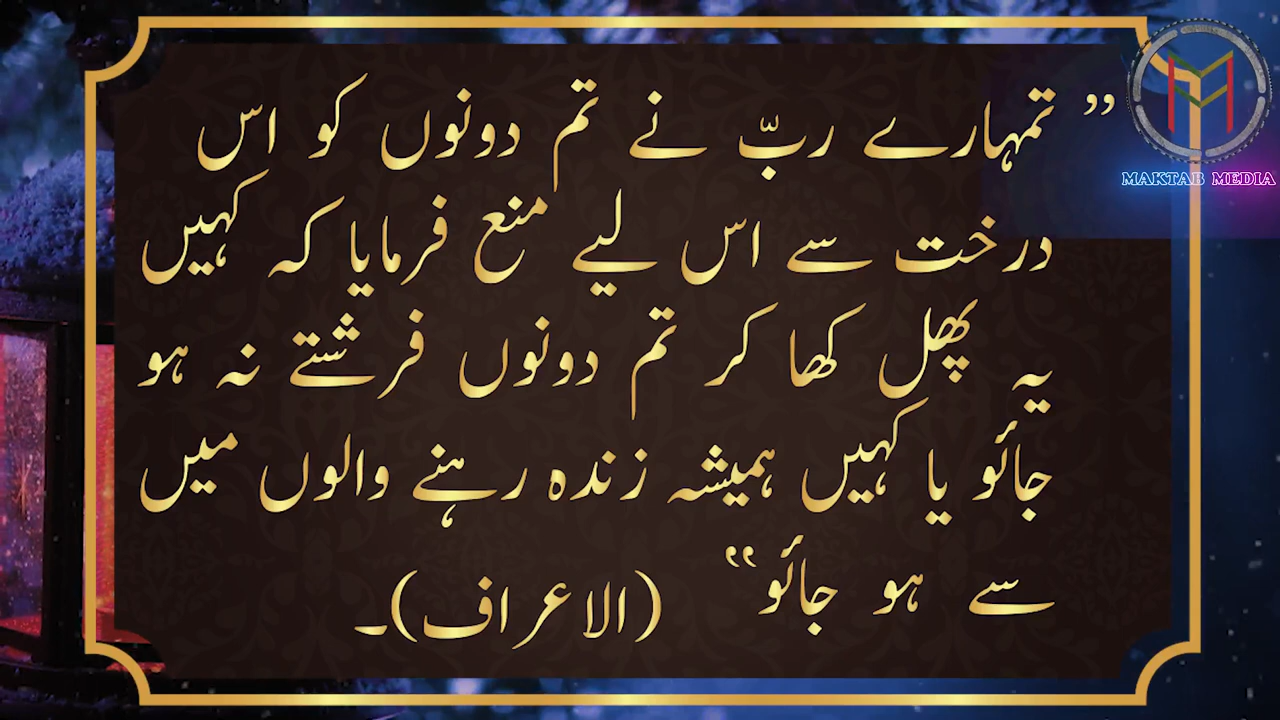 ” تمہارے ربّ نے تم دونوں کو اس
درخت سے اس لیے منع فرمایا کہ کہیں
یہ پھل کھا کر تم دونوں فرشتے نہ ہو
جائو یا کہیں ہمیشہ زندہ رہنے والوں میں
سے ہو جائو“ (الاعراف)۔
MAKTAB MEDIA